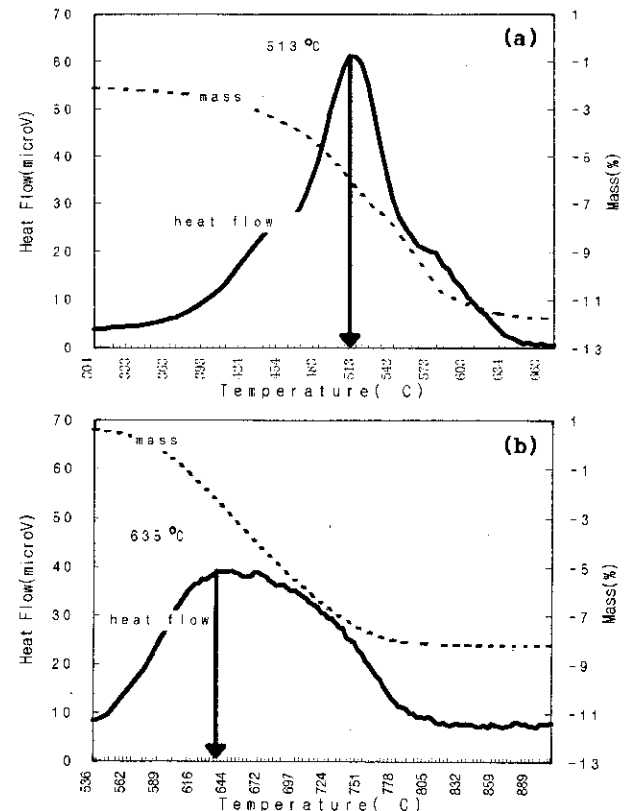 70
60
50
40
30
20
10
0
Heat Flow(microV)
513 °C
(a)
mass
heat flow
1
-1
-3
-5
-7
-9
-11
-13
Mass(%)
424 454 513 542 603 634
Temperature( C)
70
60
50
40
30
20
10
0
Heat Flow(microV)
mass
(b)
635 °C
heat flow
1
-1
-3
-5
-7
-9
-11
-13
Mass(%)
536 562 589 616 644 672 697 724 751 778 805 832 859 889
Temperature( C)